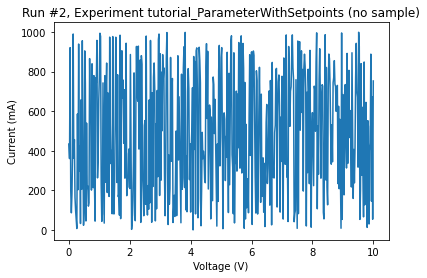 Run #2, Experiment tutorial_ParameterWithSetpoints (no sample)
1000
800
600
400
200
0
Current (mA)
0 2 4 6 8 10
Voltage (V)